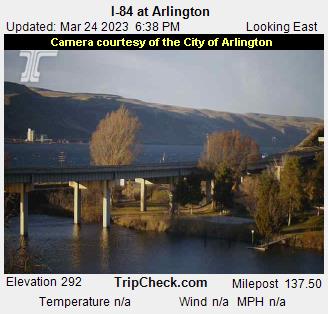 I-84 at Arlington
Updated: Mar 24 2023 6:38 PM Looking East
Camera courtesy of the City of Arlington
Elevation 292 TripCheck.com Milepost 137.50
Temperature n/a Wind n/a MPH n/a